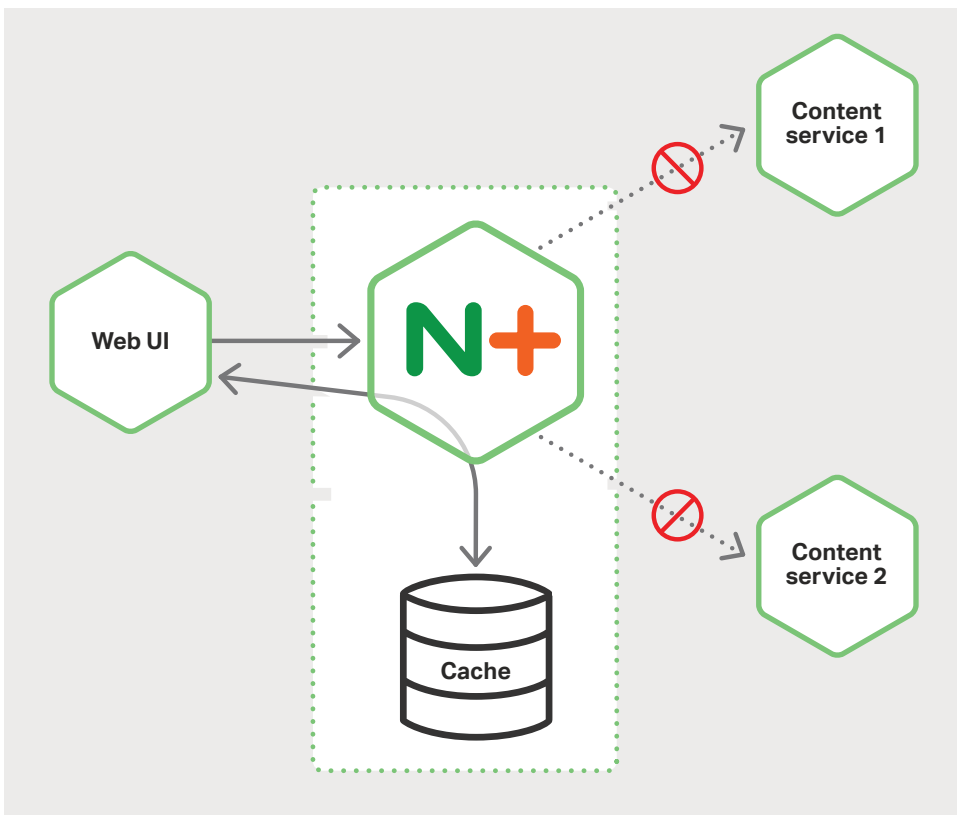 Content
service 1
Web UI
N+
Content
service 2
Cache